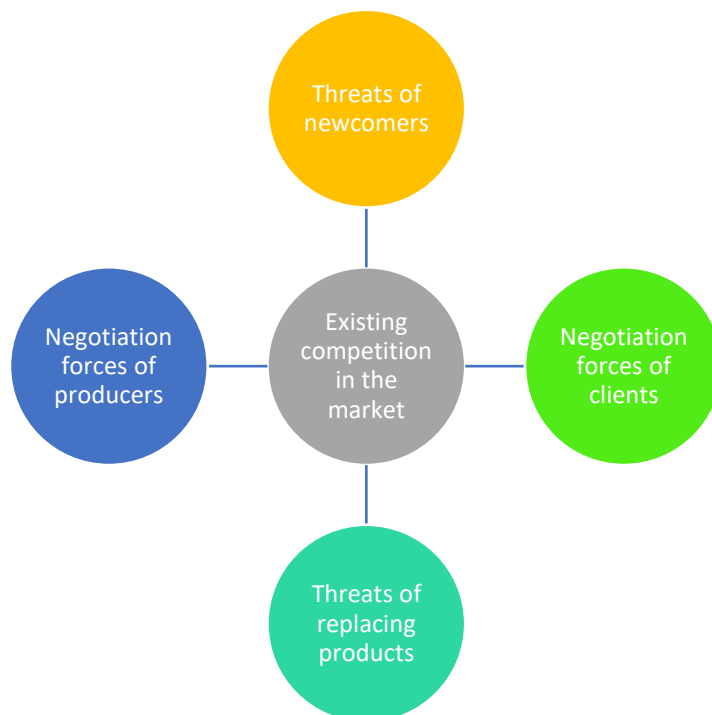 Threats of
newcomers
Negotiation
forces of
producers
Existing
competition
in the
market
Negotiation
forces of
clients
Threats of
replacing
products